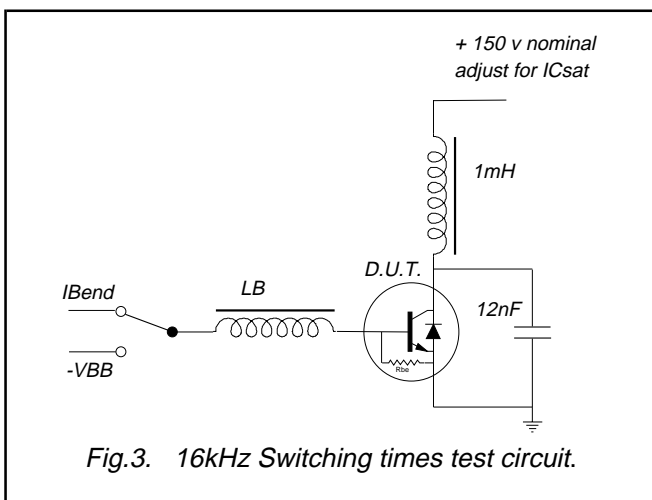 + 150 v nominal
adjust for ICsat
1mH
D.U.T.
LB
IBend
12nF
-VBB
Rbe
Fig.3. 16kHz Switching times test circuit.